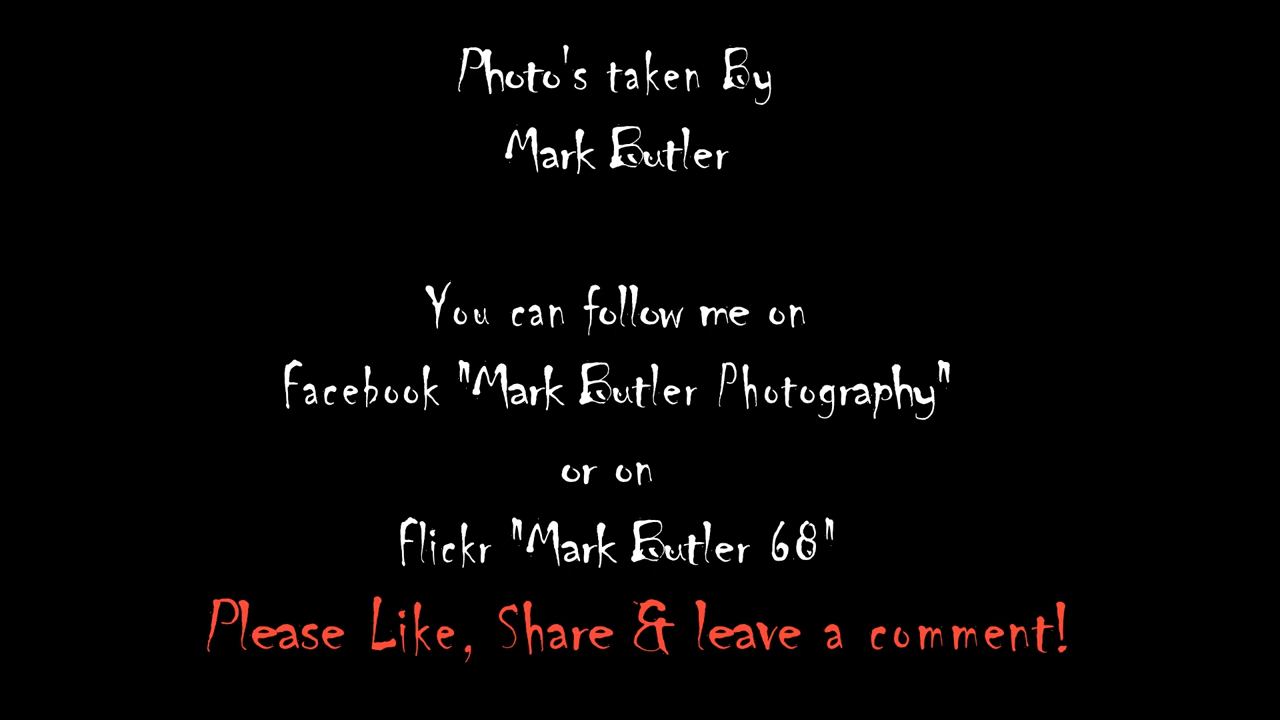 Photo's taken By
Mark Butler
You can follow me on
Facebook "Mark Butler Photography"
or on
Flickr "Mark Butler 68"
Please Like, Share & leave a comment!